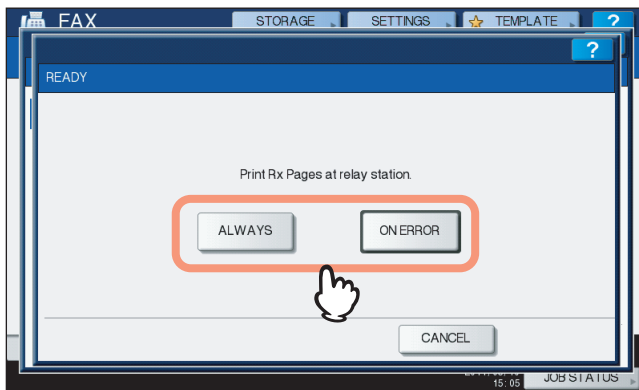 FAX STORAGE SETTINGS TEMPLATE ?
?
READY
Print Rx Pages at relay station.
ALWAYS ON ERROR
CANCEL
15:05 JOB STATUS